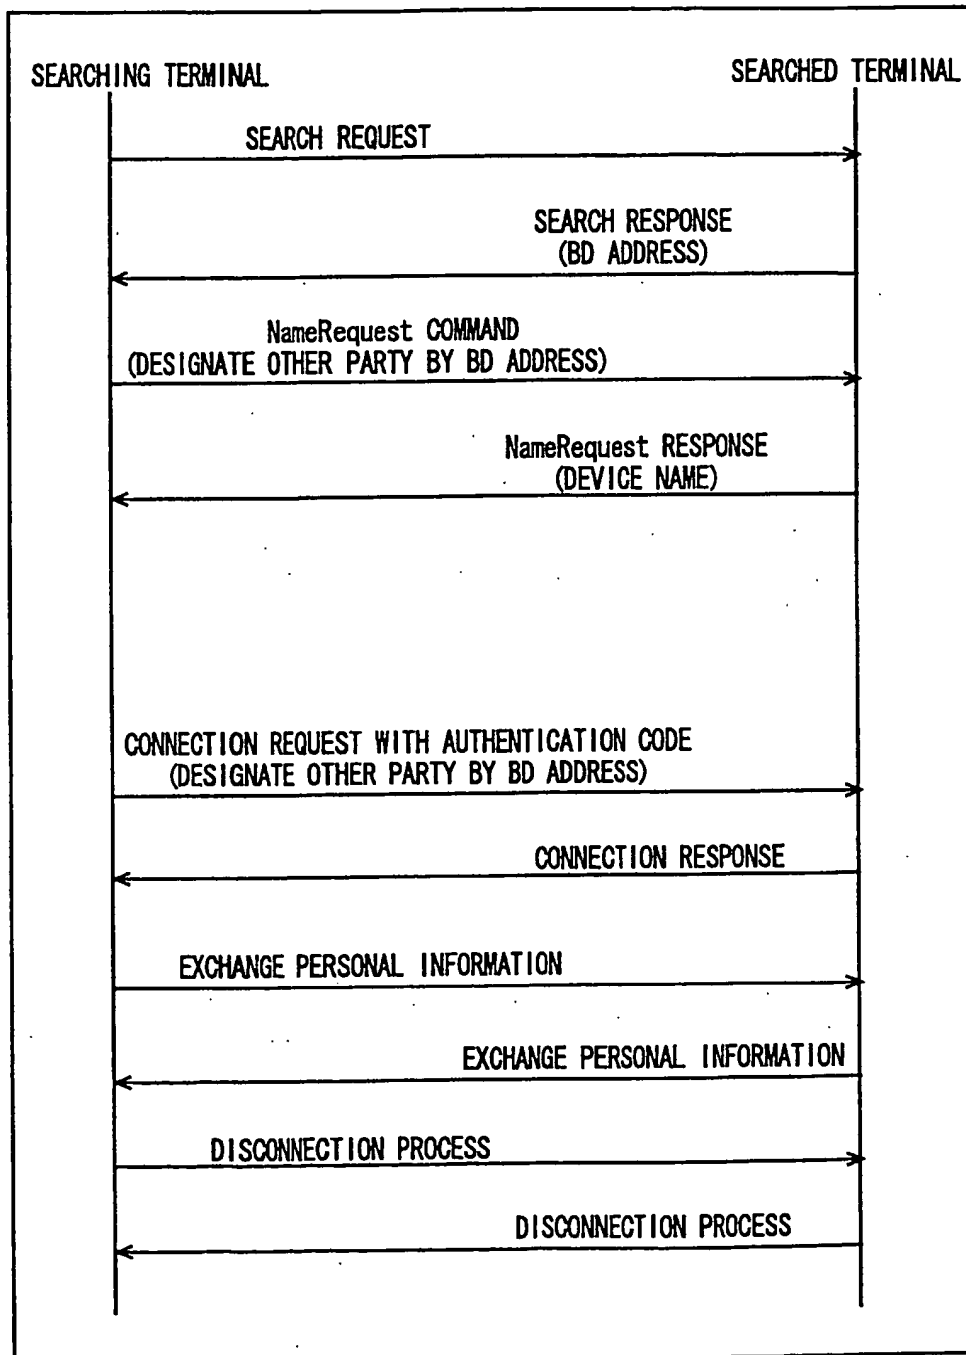 SEARCHING TERMINAL
SEARCHED TERMINAL
SEARCH REQUEST
SEARCH RESPONSE
(BD ADDRESS)
NameRequest COMMAND
(DESIGNATE OTHER PARTY BY BD ADDRESS)
NameRequest RESPONSE
(DEVICE NAME)
CONNECTION REQUEST WITH AUTHENTICATION CODE
(DESIGNATE OTHER PARTY BY BD ADDRESS)
CONNECTION RESPONSE
EXCHANGE PERSONAL INFORMATION
EXCHANGE PERSONAL INFORMATION
DISCONNECTION PROCESS
DISCONNECTION PROCESS